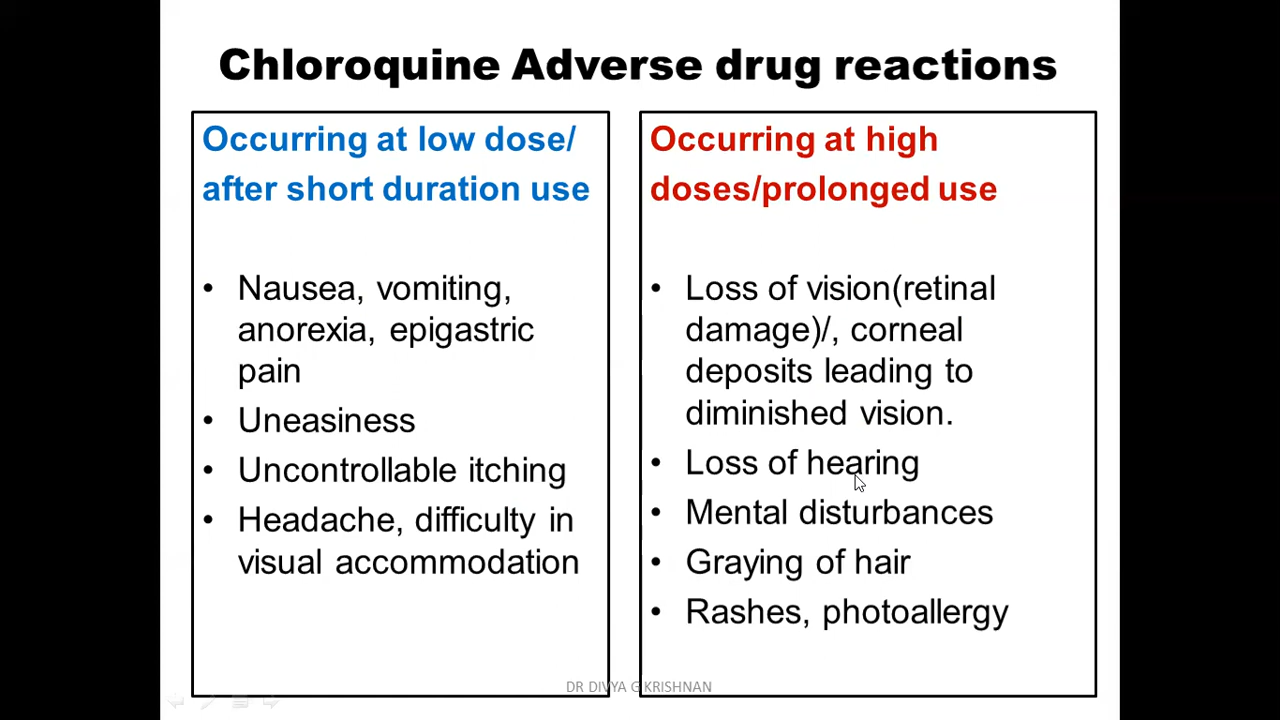 Chloroquine Adverse drug reactions
Occurring at low dose/
after short duration use
• Nausea, vomiting,
anorexia, epigastric
pain
• Uneasiness
• Uncontrollable itching
• Headache, difficulty in
visual accommodation
Occurring at high
doses/prolonged use
• Loss of vision(retinal
damage)/, corneal
deposits leading to
diminished vision.
• Loss of hearing
• Mental disturbances
• Graying of hair
• Rashes, photoallergy
DR DIVYA G KRISHNAN